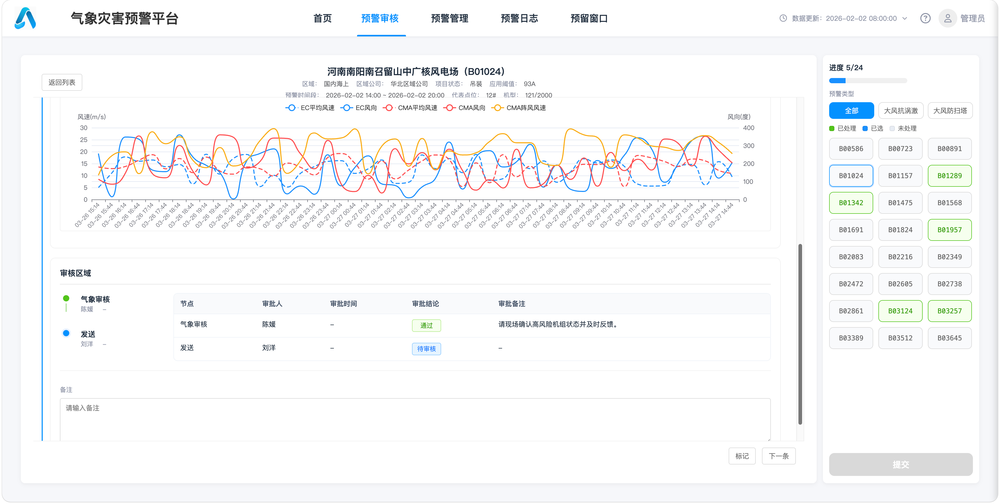 气象灾害预警平台
首页 预警审核 预警管理 预警日志 预留窗口
数据更新: 2026-02-02 08:00:00
管理员
返回列表
河南南阳南召留山中广核风电场（B01024）
区域: 国内海上 区域公司: 华北区域公司 项目状态: 吊装 应用阈值: 93A
预警时间段: 2026-02-02 14:00 ~ 2026-02-02 20:00 代表点位: 12# 机型: 121/2000
EC平均风速 EC风向 CMA平均风速 CMA风向 CMA阵风风速
风速(m/s) 风向(度)
30 400
25
20 300
15 200
10
5 100
0 0
03-26 15:14 03-26 15:44 03-26 16:14 03-26 16:44 03-26 17:14 03-26 17:44 03-26 18:14 03-26 18:44 03-26 19:14 03-26 19:44 03-26 20:14 03-26 20:44 03-26 21:14 03-26 21:44 03-26 22:14 03-26 22:44 03-26 23:14 03-26 23:44 03-27 00:14 03-27 00:44 03-27 01:14 03-27 01:44 03-27 02:14 03-27 02:44 03-27 03:14 03-27 03:44 03-27 04:14 03-27 04:44 03-27 05:14 03-27 05:44 03-27 06:14 03-27 06:44 03-27 07:14 03-27 07:44 03-27 08:14 03-27 08:44 03-27 09:14 03-27 09:44 03-27 10:14 03-27 10:44 03-27 11:14 03-27 11:44 03-27 12:14 03-27 12:44 03-27 13:14 03-27 13:44 03-27 14:14 03-27 14:44
审核区域
气象审核
陈媛 –
发送
刘洋 –
节点 审批人 审批时间 审批结论 审批备注
气象审核 陈媛 – 通过 请现场确认高风险机组状态并及时反馈。
发送 刘洋 – 待审核 –
备注
请输入备注
标记 下一条
进度 5/24
预警类型
全部 大风抗涡激 大风防扫塔
已处理 已选 未处理
B00586 B00723 B00891
B01024 B01157 B01289
B01342 B01475 B01568
B01691 B01824 B01957
B02083 B02216 B02349
B02472 B02605 B02738
B02861 B03124 B03257
B03389 B03512 B03645
提交